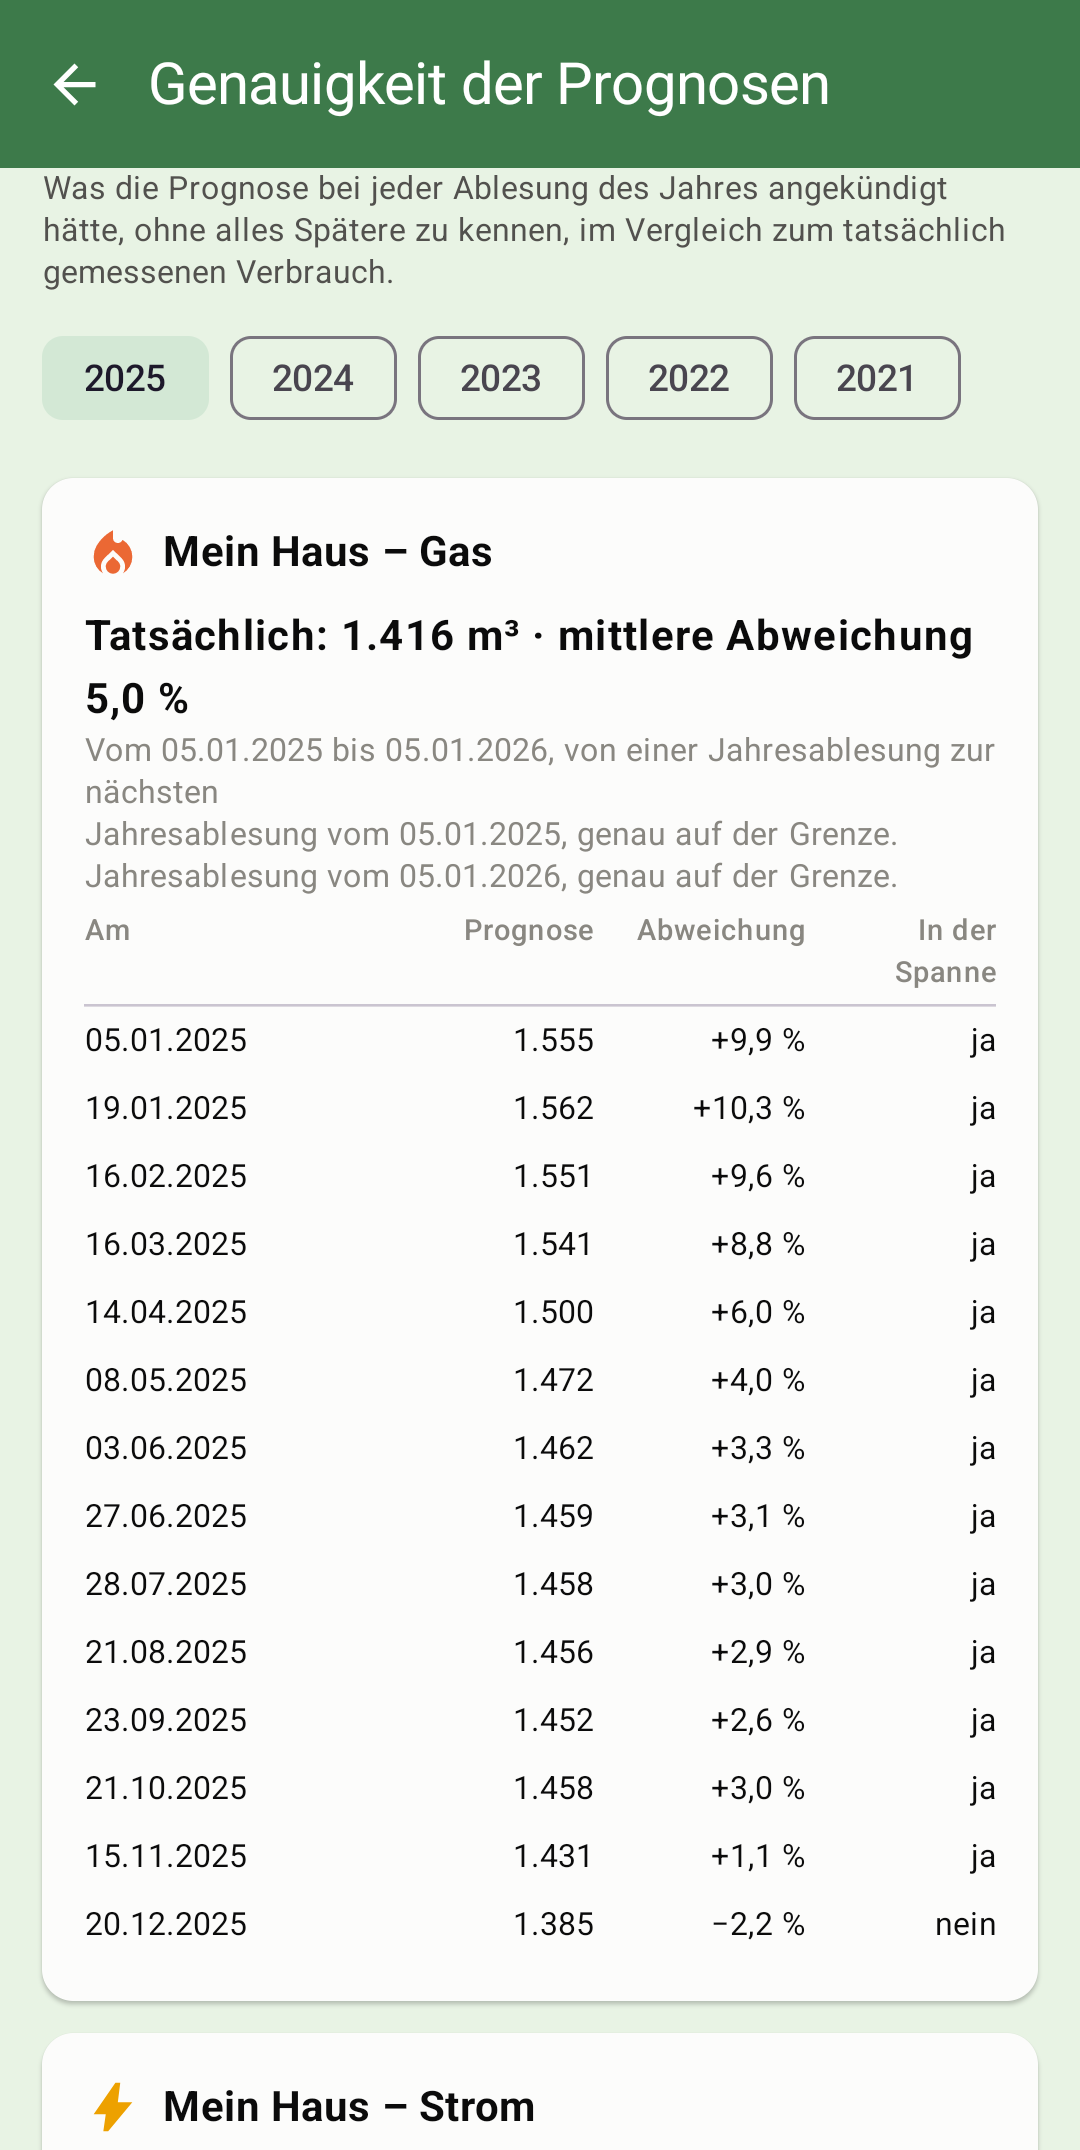 Genauigkeit der Prognosen
Was die Prognose bei jeder Ablesung des Jahres angekündigt
hätte, ohne alles Spätere zu kennen, im Vergleich zum tatsächlich
gemessenen Verbrauch.
2025 2024 2023 2022 2021
Mein Haus – Gas
Tatsächlich: 1.416 m³ · mittlere Abweichung
5,0 %
Vom 05.01.2025 bis 05.01.2026, von einer Jahresablesung zur
nächsten
Jahresablesung vom 05.01.2025, genau auf der Grenze.
Jahresablesung vom 05.01.2026, genau auf der Grenze.
Am Prognose Abweichung In der
Spanne
05.01.2025 1.555 +9,9 % ja
19.01.2025 1.562 +10,3 % ja
16.02.2025 1.551 +9,6 % ja
16.03.2025 1.541 +8,8 % ja
14.04.2025 1.500 +6,0 % ja
08.05.2025 1.472 +4,0 % ja
03.06.2025 1.462 +3,3 % ja
27.06.2025 1.459 +3,1 % ja
28.07.2025 1.458 +3,0 % ja
21.08.2025 1.456 +2,9 % ja
23.09.2025 1.452 +2,6 % ja
21.10.2025 1.458 +3,0 % ja
15.11.2025 1.431 +1,1 % ja
20.12.2025 1.385 −2,2 % nein
Mein Haus – Strom